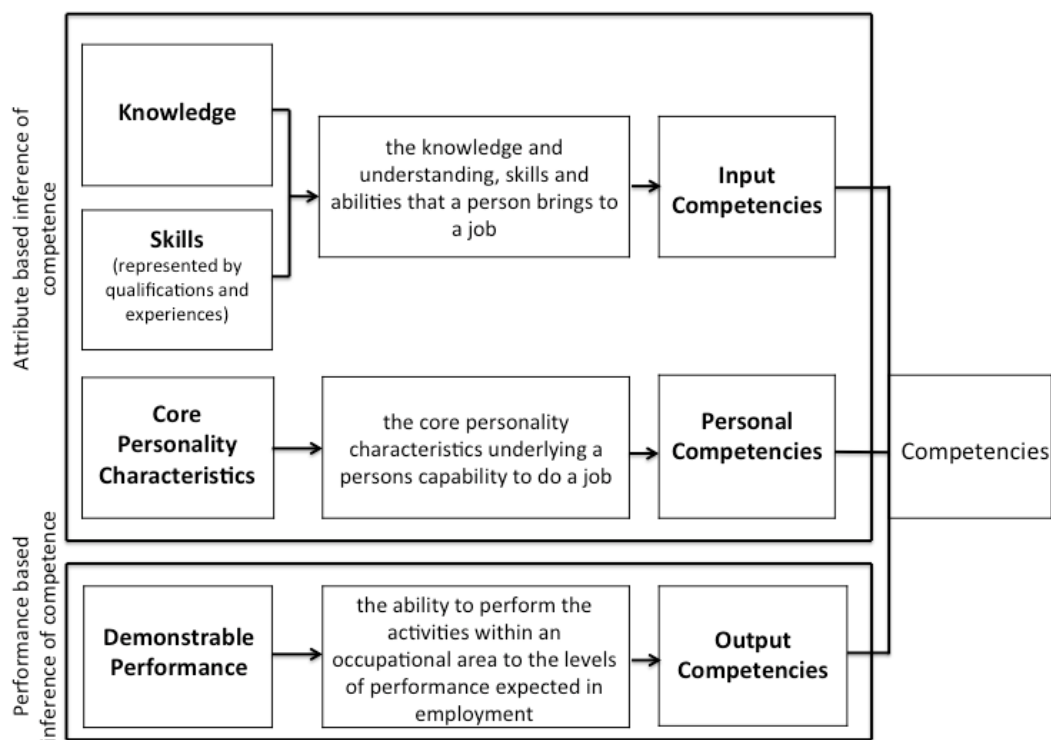 Attribute based inference of
competence
Knowledge
Skills
(represented by
qualifications and
experiences)
the knowledge and
understanding, skills and
abilities that a person brings to
a job
Input
Competencies
Core
Personality
Characteristics
the core personality
characteristics underlying a
persons capability to do a job
Personal
Competencies
Competencies
Performance based
inference of competence
Demonstrable
Performance
the ability to perform the
activities within an
occupational area to the levels
of performance expected in
employment
Output
Competencies